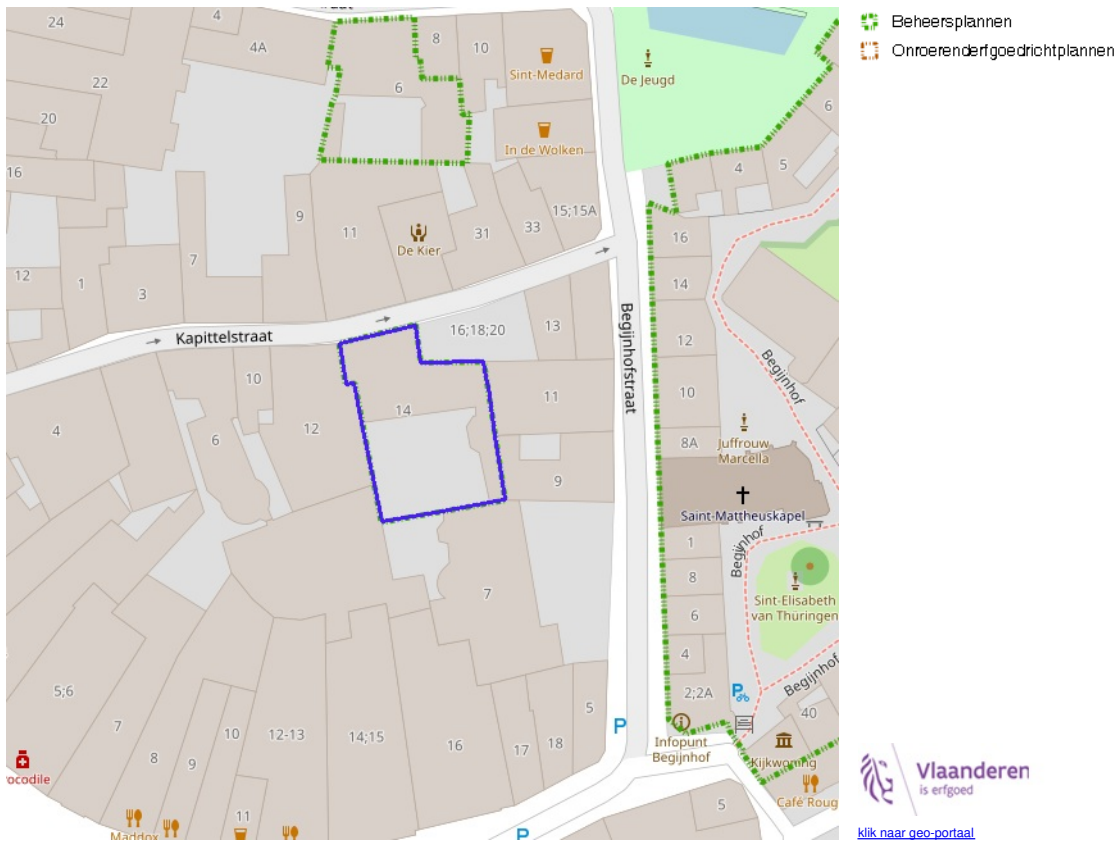 raat
24
4
4A
8
10
Sint-Medard
De Jeugd
22
6
20
In de Wolken
6
4
5
16
9
11
De Kier
31
33
15;15A
16
7
12
1
3
14
Kapittelstraat
16;18;20
13
Begijnhofstraat
12
Begijnhof
10
14
11
10
4
6
12
8A
Juffrouw
Marcella
9
Saint-Mattheuskapel
1
Begijnhof
8
7
Sint-Elisabeth
van Thüringen
6
4
5;6
2;2A
Begijnhof
P
5
40
7
10
12-13
14;15
16
17
18
P
Infopunt
Begijnhof
Kijkwoning
8
9
rocodile
Café Roug
11
5
Maddox
P
Beheersplannen
Onroerenderfgoedrichtplannen
Vlaanderen
is erfgoed
klik naar geo-portaal